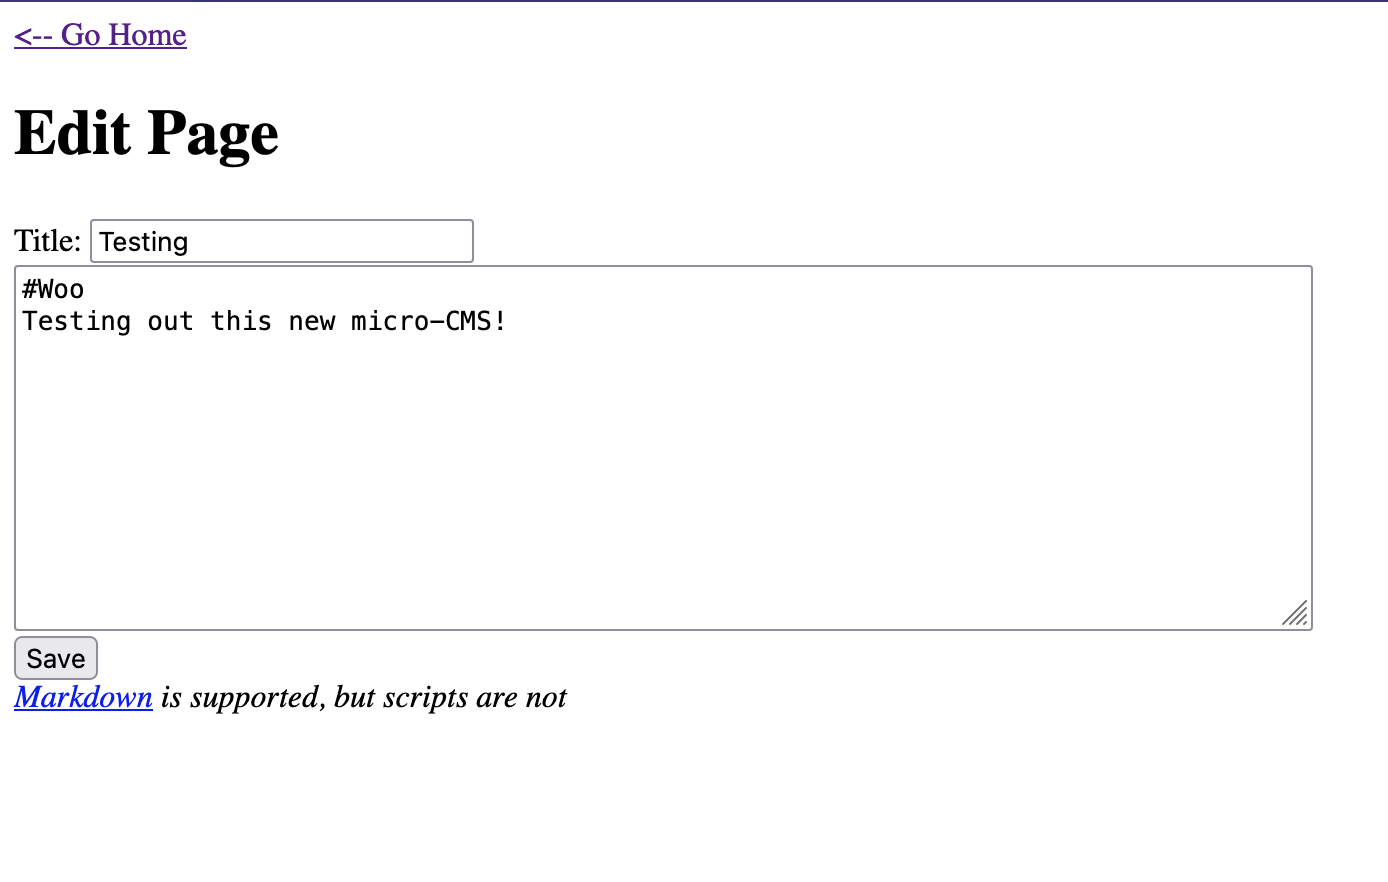 <-- Go Home
Edit Page
Title: Testing
#Woo
Testing out this new micro-CMS!
Save
Markdown is supported, but scripts are not